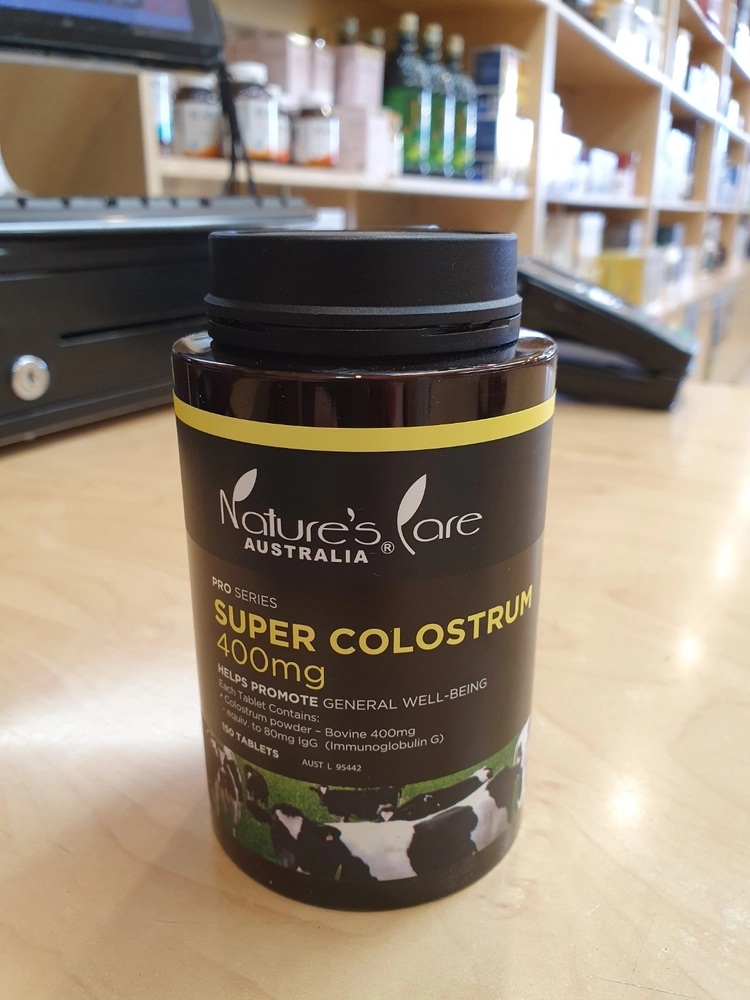 Nature's Care
AUSTRALIA ®
PRO SERIES
SUPER COLOSTRUM
400mg
HELPS PROMOTE GENERAL WELL-BEING
Each Tablet Contains:
• Colostrum powder – Bovine 400mg
- equiv. to 80mg IgG (Immunoglobulin G)
150 TABLETS
AUST L 95442